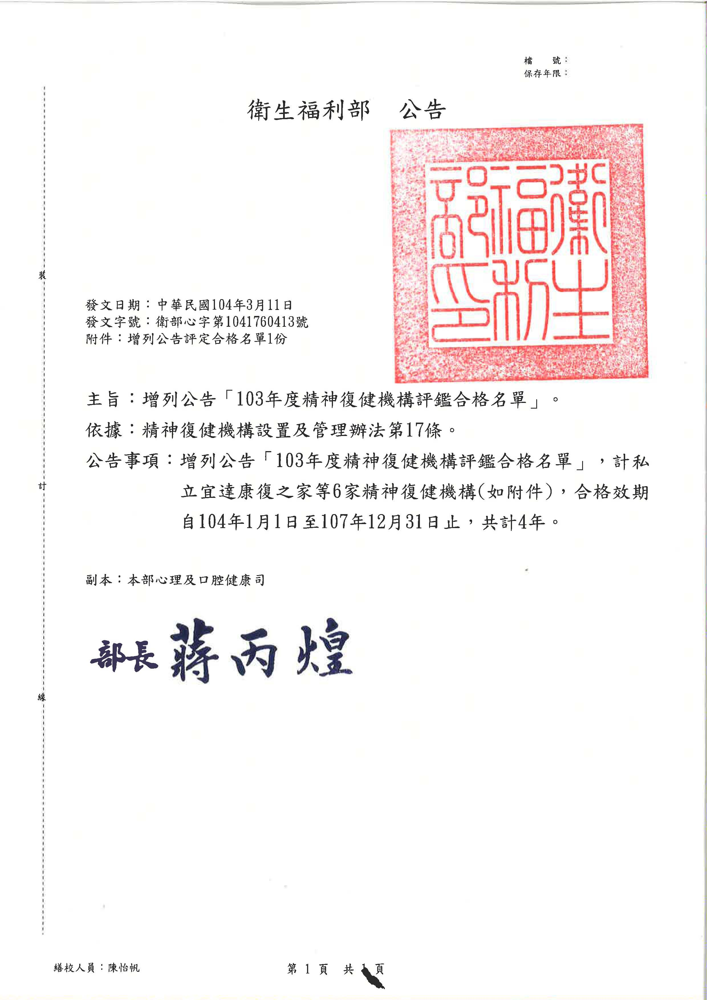 檔　　號：
保存年限：
衛生福利部　公告
衛生福利部印
發文日期：中華民國104年3月11日
發文字號：衛部心字第1041760413號
附件：增列公告評定合格名單1份
主旨：增列公告「103年度精神復健機構評鑑合格名單」。
依據：精神復健機構設置及管理辦法第17條。
公告事項：增列公告「103年度精神復健機構評鑑合格名單」，計私
立宜達康復之家等6家精神復健機構(如附件)，合格效期
自104年1月1日至107年12月31日止，共計4年。
副本：本部心理及口腔健康司
部長 蔣丙煌
裝
訂
線
繕校人員：陳怡帆
第 1 頁　共 1 頁